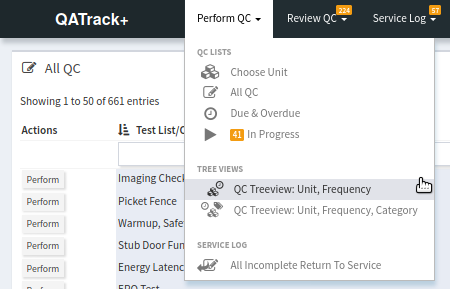 QATrack+
Perform QC
Review QC 224
Service Log 57
QC LISTS
Choose Unit
All QC
Due & Overdue
41 In Progress
TREE VIEWS
QC Treeview: Unit, Frequency
QC Treeview: Unit, Frequency, Category
SERVICE LOG
All Incomplete Return To Service
All QC
Showing 1 to 50 of 661 entries
Actions
Test List/C
Perform Imaging Check
Perform Picket Fence
Perform Warmup, Safe
Perform Stub Door Fun
Perform Energy Latenc
Perform